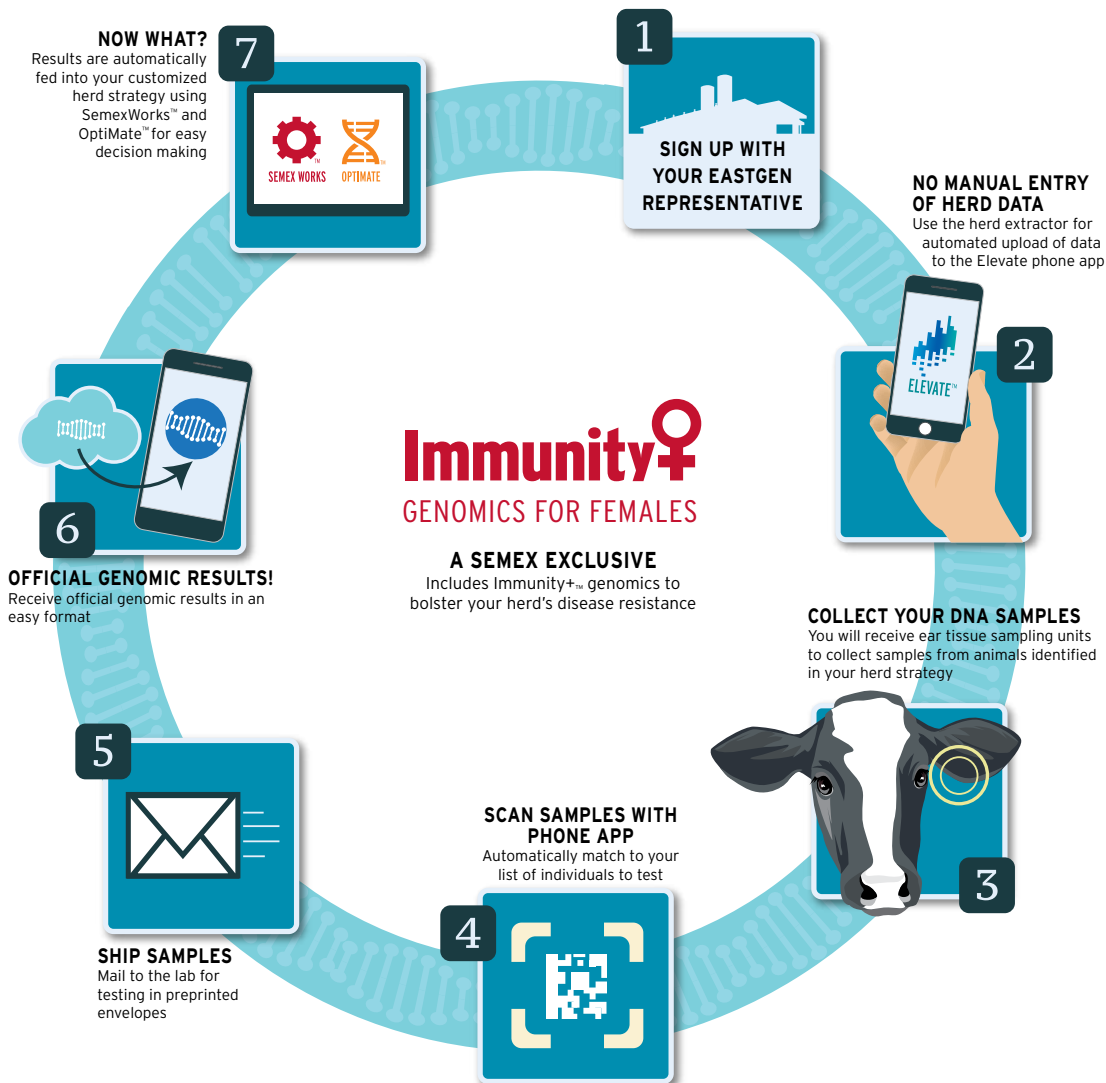 1
SIGN UP WITH
YOUR EASTGEN
REPRESENTATIVE
NO MANUAL ENTRY
OF HERD DATA
Use the herd extractor for
automated upload of data
to the Elevate phone app
2
ELEVATE™
COLLECT YOUR DNA SAMPLES
You will receive ear tissue sampling units
to collect samples from animals identified
in your herd strategy
3
SCAN SAMPLES WITH
PHONE APP
Automatically match to your
list of individuals to test
4
5
SHIP SAMPLES
Mail to the lab for
testing in preprinted
envelopes
6
OFFICIAL GENOMIC RESULTS!
Receive official genomic results in an
easy format
7
NOW WHAT?
Results are automatically
fed into your customized
herd strategy using
SemexWorks™ and
OptiMate™ for easy
decision making
SEMEX WORKS™
OPTIMATE™
Immunity♀
GENOMICS FOR FEMALES
A SEMEX EXCLUSIVE
Includes Immunity+™ genomics to
bolster your herd's disease resistance